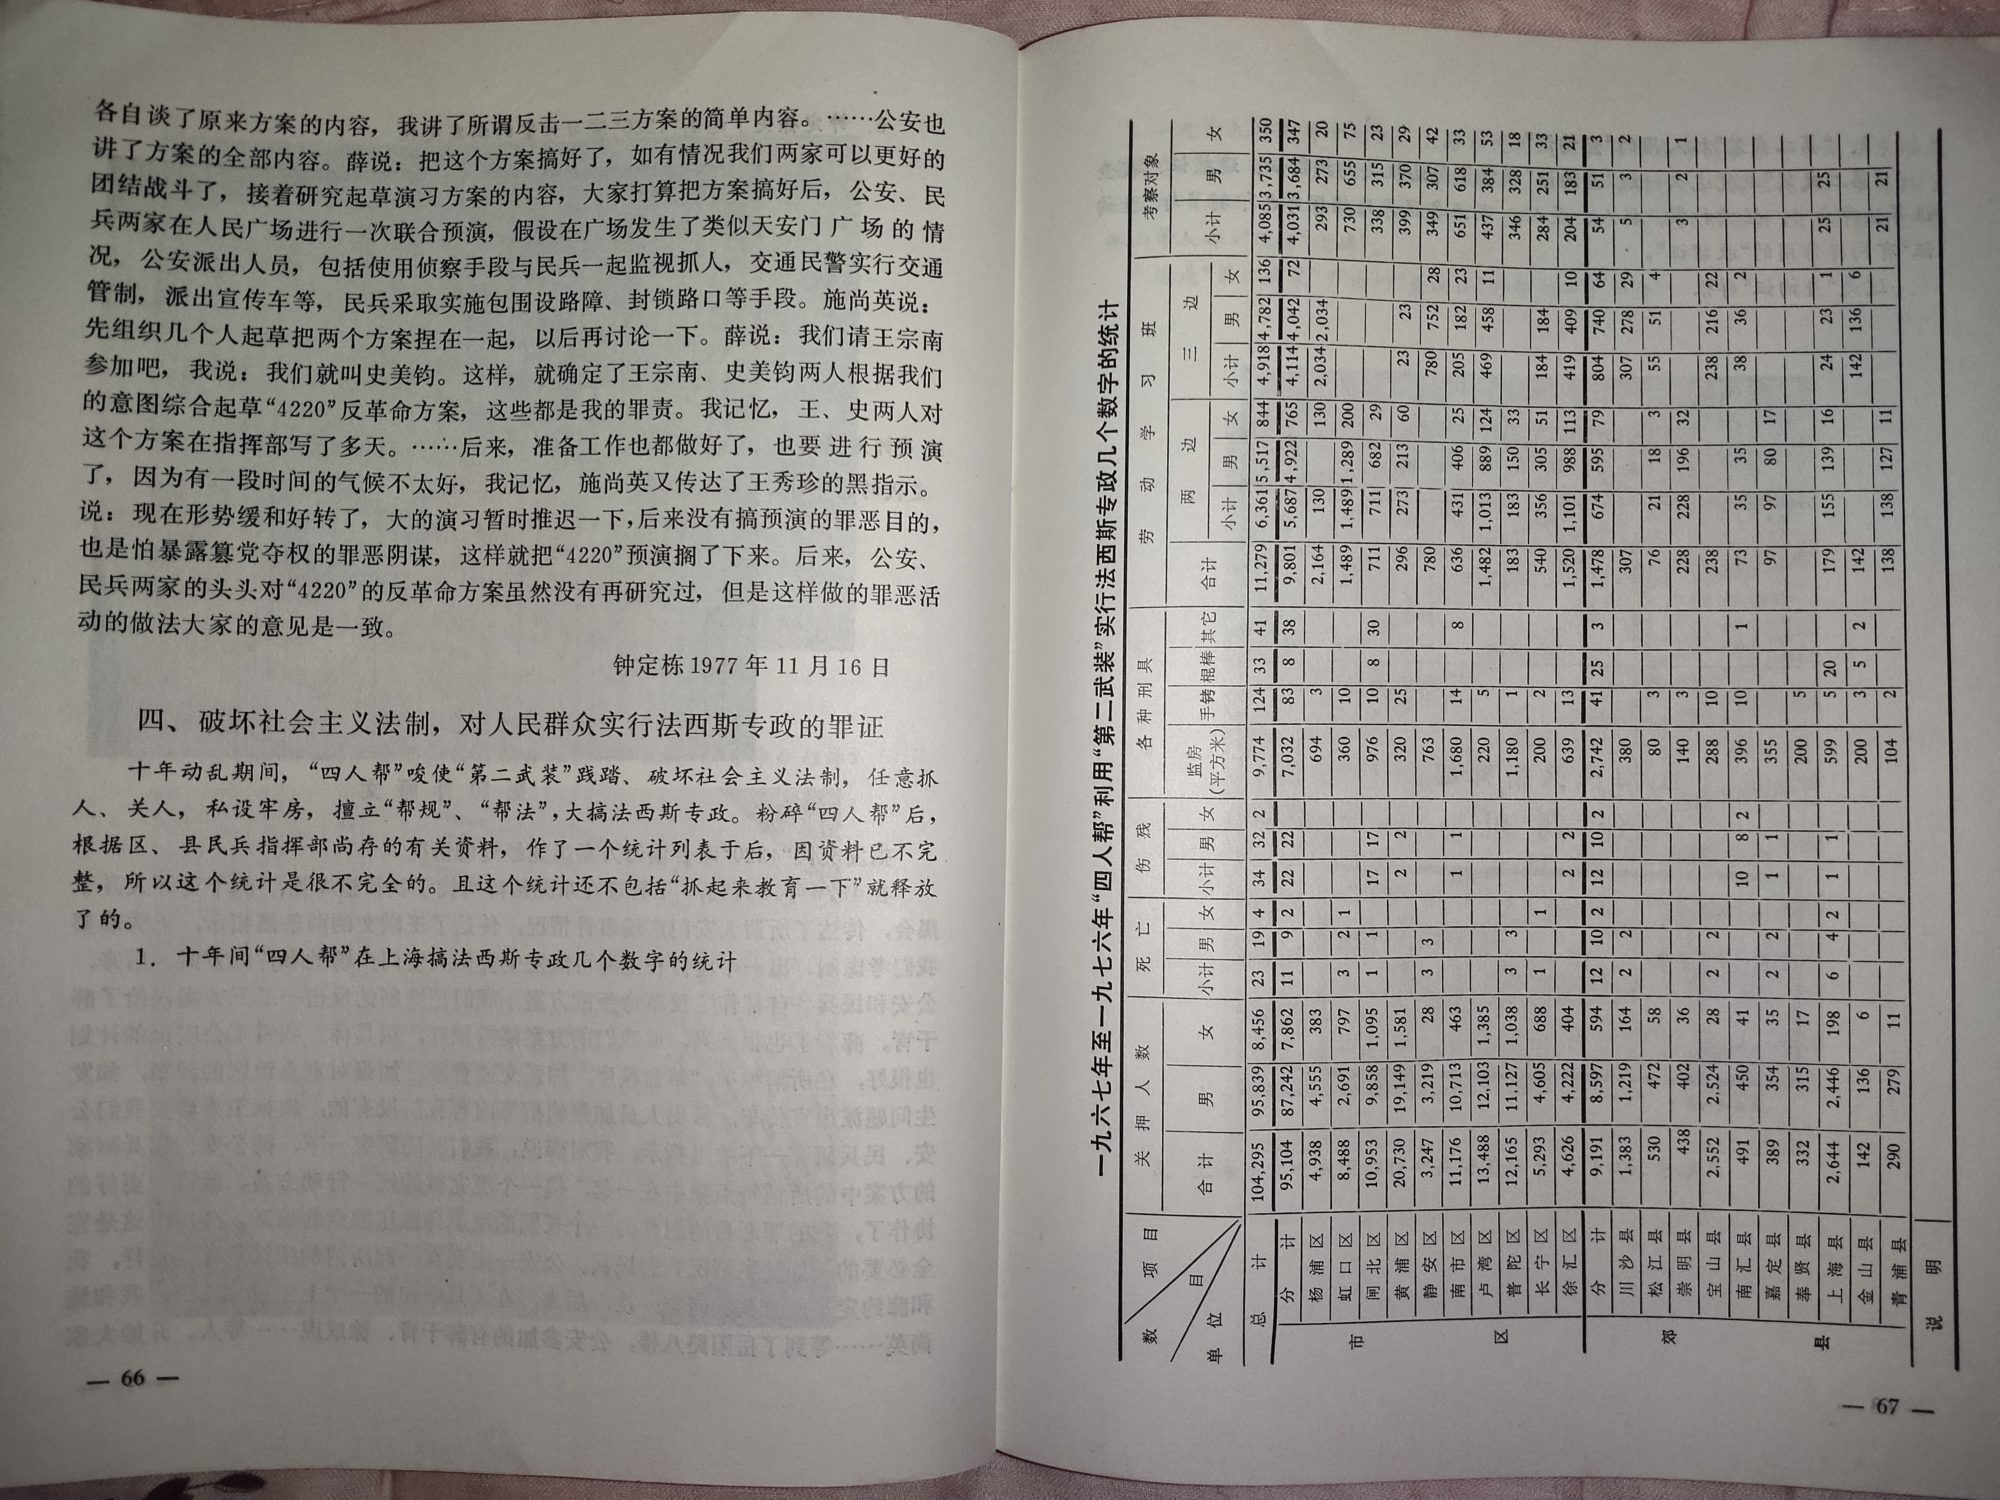 各自谈了原来方案的内容，我讲了所谓反击一二三方案的简单内容。……公安也
讲了方案的全部内容。薛说：把这个方案搞好了，如有情况我们两家可以更好的
团结战斗了，接着研究起草演习方案的内容，大家打算把方案搞好后，公安、民
兵两家在人民广场进行一次联合预演，假设在广场发生了类似天安门广场的情
况，公安派出人员，包括使用侦察手段与民兵一起监视抓人，交通民警实行交通
管制，派出宣传车等，民兵采取实施包围设路障、封锁路口等手段。施尚英说：
先组织几个人起草把两个方案捏在一起，以后再讨论一下。薛说：我们请王宗南
参加吧，我说：我们就叫史美钧。这样，就确定了王宗南、史美钧两人根据我们
的意图综合起草“4220”反革命方案，这些都是我的罪责。我记忆，王、史两人对
这个方案在指挥部写了多天。……后来，准备工作也都做好了，也要进行预演
了，因为有一段时间的气候不太好，我记忆，施尚英又传达了王秀珍的黑指示。
说：现在形势缓和好转了，大的演习暂时推迟一下，后来没有搞预演的罪恶目的，
也是怕暴露篡党夺权的罪恶阴谋，这样就把“4220”预演搁了下来。后来，公安、
民兵两家的头头对“4220”的反革命方案虽然没有再研究过，但是这样做的罪恶活
动的做法大家的意见是一致。
钟定栋1977年11月16日
四、破坏社会主义法制，对人民群众实行法西斯专政的罪证
十年动乱期间，“四人帮”唆使“第二武装”践踏、破坏社会主义法制，任意抓
人、关人，私设牢房，擅立“帮规”、“帮法”，大搞法西斯专政。粉碎“四人帮”后，
根据区、县民兵指挥部尚存的有关资料，作了一个统计列表于后，因资料已不完
整，所以这个统计是很不完全的。且这个统计还不包括“抓起来教育一下”就释放
了的。
1．十年间“四人帮”在上海搞法西斯专政几个数字的统计
— 66 —
一九六七年至一九七六年“四人帮”利用“第二武装”实行法西斯专政几个数字的统计
数 项目 关押人数 死亡 伤残 各种刑具 劳动学习班 考察对象
单位 目 合计 男 女 小计 男 女 小计 男 女 监房(平方米) 手铐 棍棒 其它 合计 两边 小计 男 女 三边 小计 男 女 小计 男 女
总计 104,295 95,839 8,456 23 19 4 34 32 2 9,774 124 33 41 11,279 6,361 5,517 844 4,918 4,782 136 4,085 3,735 350
市区 分计 95,104 87,242 7,862 11 9 2 22 22 7,032 83 8 38 9,801 5,687 4,922 765 4,114 4,042 72 4,031 3,684 347
杨浦区 4,938 4,555 383 694 3 2,164 130 130 2,034 2,034 293 273 20
虹口区 8,488 2,691 797 3 2 1 360 10 1,489 1,489 1,289 200 730 655 75
闸北区 10,953 9,858 1,095 1 1 17 17 976 10 8 30 711 711 682 29 338 315 23
黄浦区 20,730 19,149 1,581 2 2 320 25 296 273 213 60 23 23 399 370 29
静安区 3,247 3,219 28 3 3 763 780 780 752 28 349 307 42
南市区 11,176 10,713 463 1 1 1,680 14 8 636 431 406 25 205 182 23 651 618 33
卢湾区 13,488 12,103 1,385 220 5 1,482 1,013 889 124 469 458 11 437 384 53
普陀区 12,165 11,127 1,038 3 3 1,180 1 183 183 150 33 346 328 18
长宁区 5,293 4,605 688 1 1 200 2 540 356 305 51 184 184 284 251 33
徐汇区 4,626 4,222 404 2 2 639 13 1,520 1,101 988 113 419 409 10 204 183 21
郊县 分计 9,191 8,597 594 12 10 2 12 10 2 2,742 41 25 3 1,478 674 595 79 804 740 64 54 51 3
川沙县 1,383 1,219 164 2 2 380 307 307 278 29 5 3 2
松江县 530 472 58 80 3 76 21 18 3 55 51 4
崇明县 438 402 36 140 3 228 228 196 32 3 2 1
宝山县 2,552 2,524 28 2 2 288 10 238 238 216 22
南汇县 491 450 41 10 8 2 396 10 1 73 35 35 38 36 2
嘉定县 389 354 35 2 2 1 1 355 97 97 80 17
奉贤县 332 315 17 200 5
上海县 2,644 2,446 198 6 4 2 1 1 599 5 20 179 155 139 16 24 23 1 25 25
金山县 142 136 6 200 3 5 2 142 142 136 6
青浦县 290 279 11 104 2 138 138 127 11 21 21
说明
— 67 —